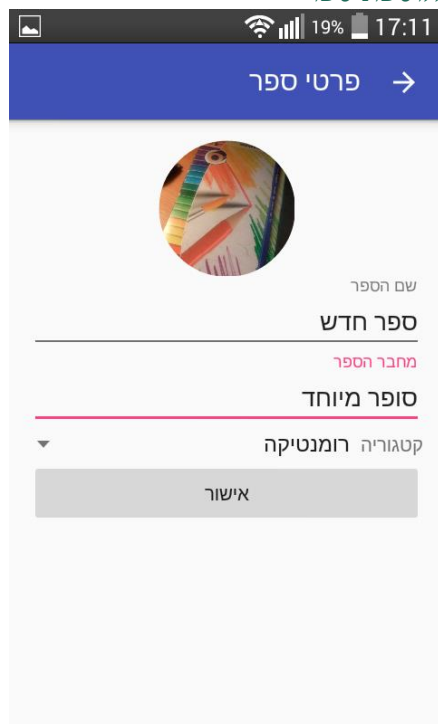 17:11 19%
פרטי ספר
שם הספר
ספר חדש
מחבר הספר
סופר מיוחד
קטגוריה רומנטיקה
אישור